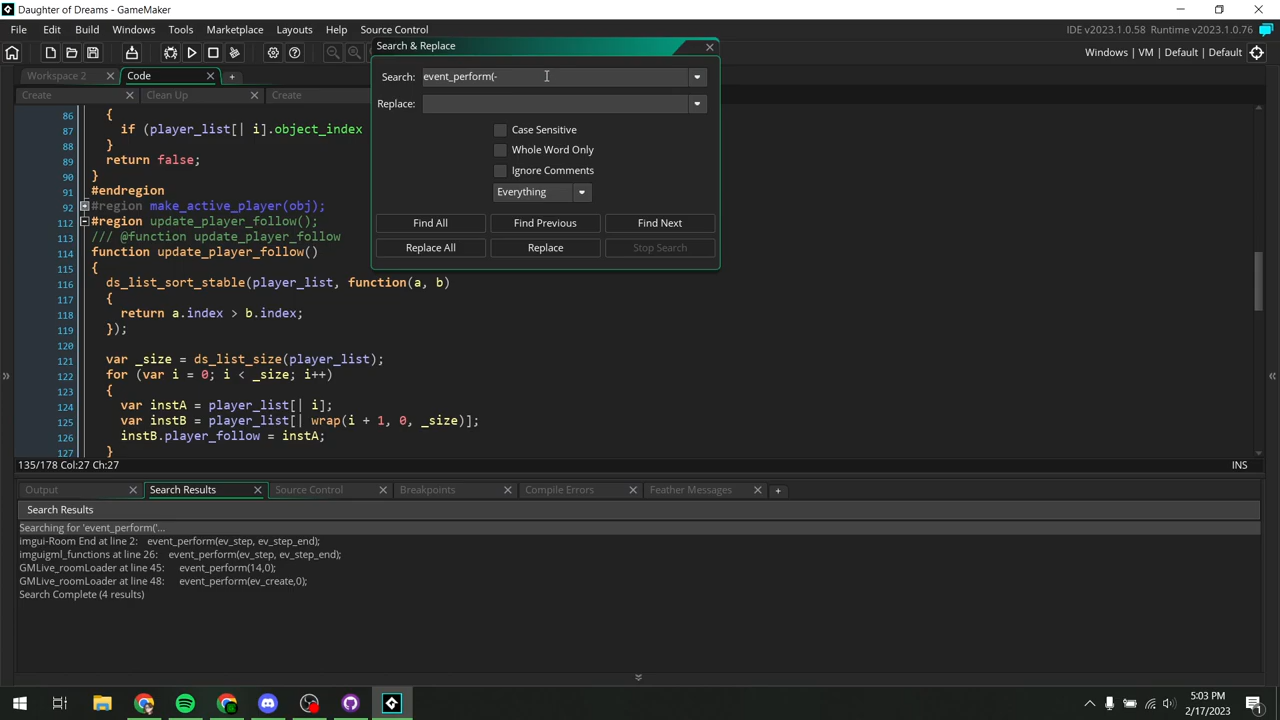 Daughter of Dreams - GameMaker
File Edit Build Windows Tools Marketplace Layouts Help Source Control
IDE v2023.1.0.58 Runtime v2023.1.0.76
Windows | VM | Default | Default
Workspace 2
Code
Create Clean Up Create
Search & Replace
Search: event_perform(-
Replace:
Case Sensitive
Whole Word Only
Ignore Comments
Everything
Find All Find Previous Find Next
Replace All Replace Stop Search
86 {
87 if (player_list[| i].object_index
88 }
89 return false;
90 }
91 #endregion
92 #region make_active_player(obj);
112 #region update_player_follow();
113 /// @function update_player_follow
114 function update_player_follow()
115 {
116 ds_list_sort_stable(player_list, function(a, b)
117 {
118 return a.index > b.index;
119 });
120
121 var _size = ds_list_size(player_list);
122 for (var i = 0; i < _size; i++)
123 {
124 var instA = player_list[| i];
125 var instB = player_list[| wrap(i + 1, 0, _size)];
126 instB.player_follow = instA;
127 }
135/178 Col:27 Ch:27
INS
Output Search Results Source Control Breakpoints Compile Errors Feather Messages
Search Results
Searching for 'event_perform('...
imgui-Room End at line 2: event_perform(ev_step, ev_step_end);
imguigml_functions at line 26: event_perform(ev_step, ev_step_end);
GMLive_roomLoader at line 45: event_perform(14,0);
GMLive_roomLoader at line 48: event_perform(ev_create,0);
Search Complete (4 results)
5:03 PM
2/17/2023
1